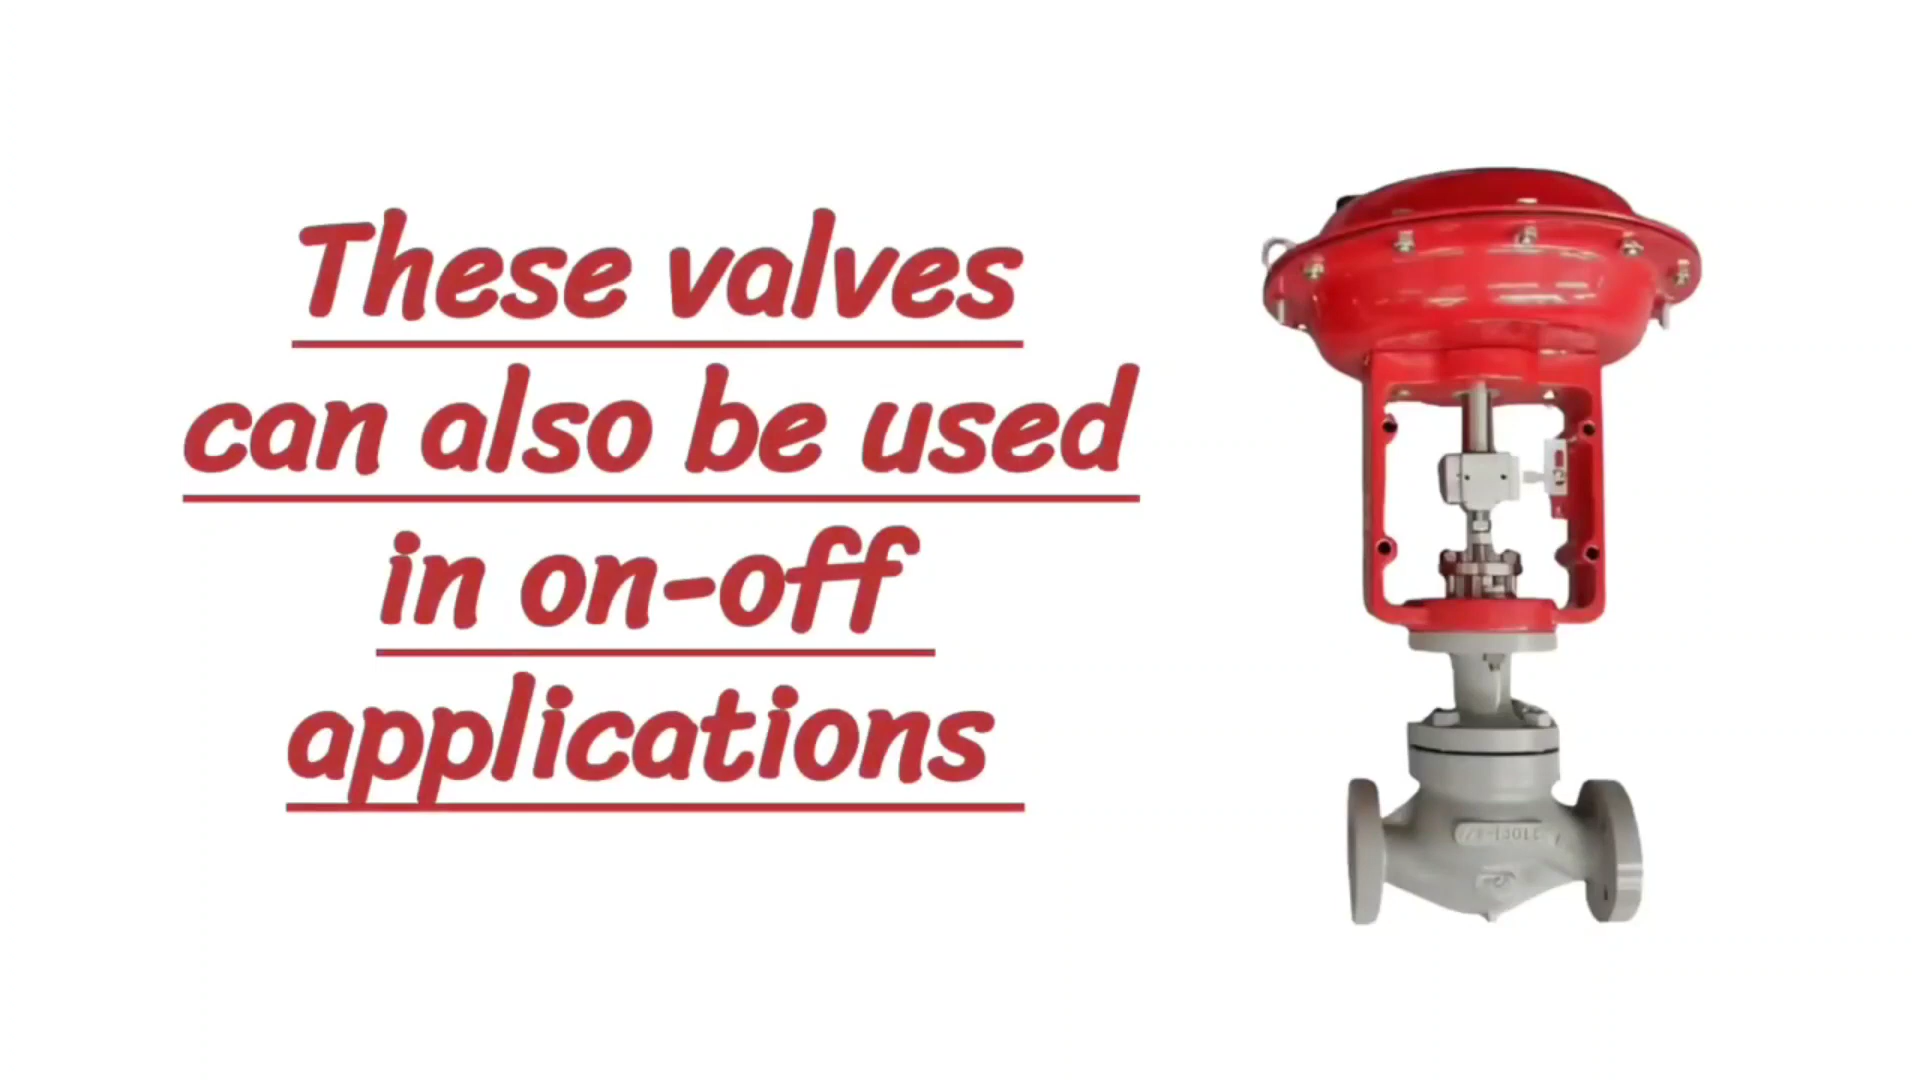 These valves
can also be used
in on-off
applications